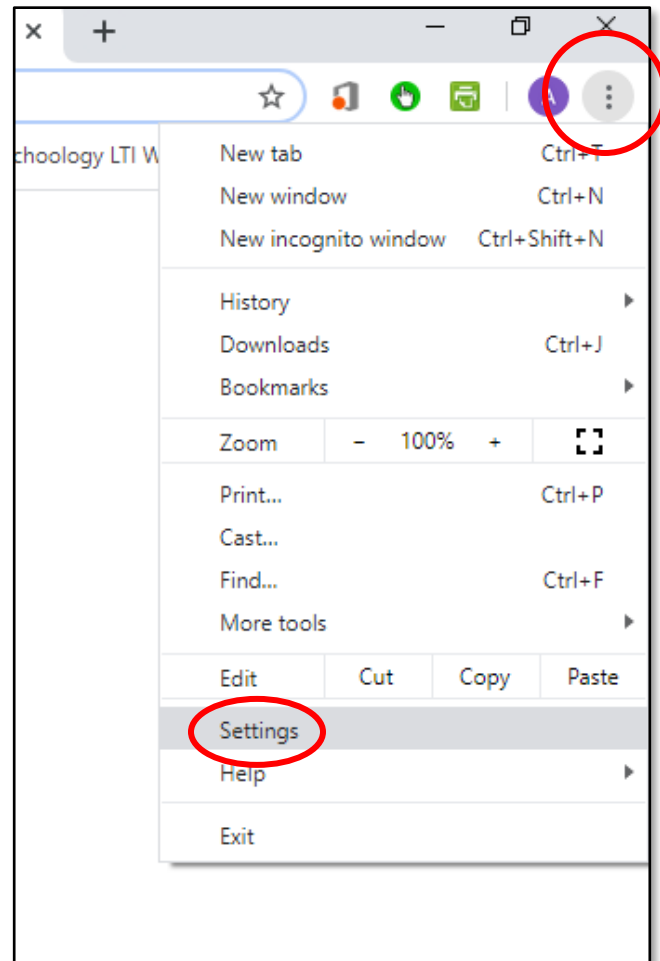 A
choology LTI W
New tab Ctrl+T
New window Ctrl+N
New incognito window Ctrl+Shift+N
History
Downloads Ctrl+J
Bookmarks
Zoom - 100% +
Print... Ctrl+P
Cast...
Find... Ctrl+F
More tools
Edit Cut Copy Paste
Settings
Help
Exit